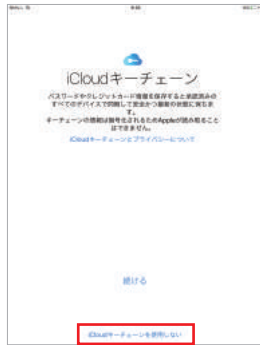 iCloudキーチェーン
パスワードやクレジットカード情報を保存すると承認済みの
すべてのデバイスで同期して安全かつ最新の状態に保ちま
す。
キーチェーンの情報は暗号化されるためAppleが読み取ること
はできません。
iCloudキーチェーンとプライバシーについて
続ける
iCloudキーチェーンを使用しない